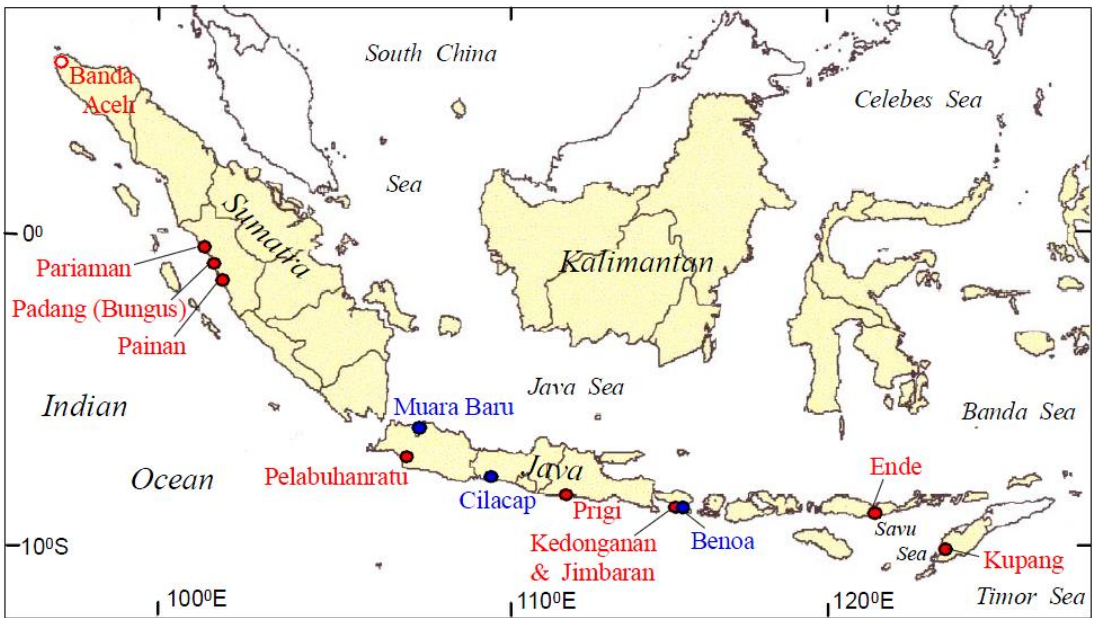 South China
Sea
Celebes Sea
Banda
Aceh
Sumatra
0⁰
Kalimantan
Pariaman
Padang (Bungus)
Painan
Java Sea
Indian
Ocean
Banda Sea
Muara Baru
Pelabuhanratu
Java
Cilacap
Prigi
Ende
Savu
Sea
Kedonganan
& Jimbaran
Benoa
Kupang
10⁰S
Timor Sea
100⁰E
110⁰E
120⁰E